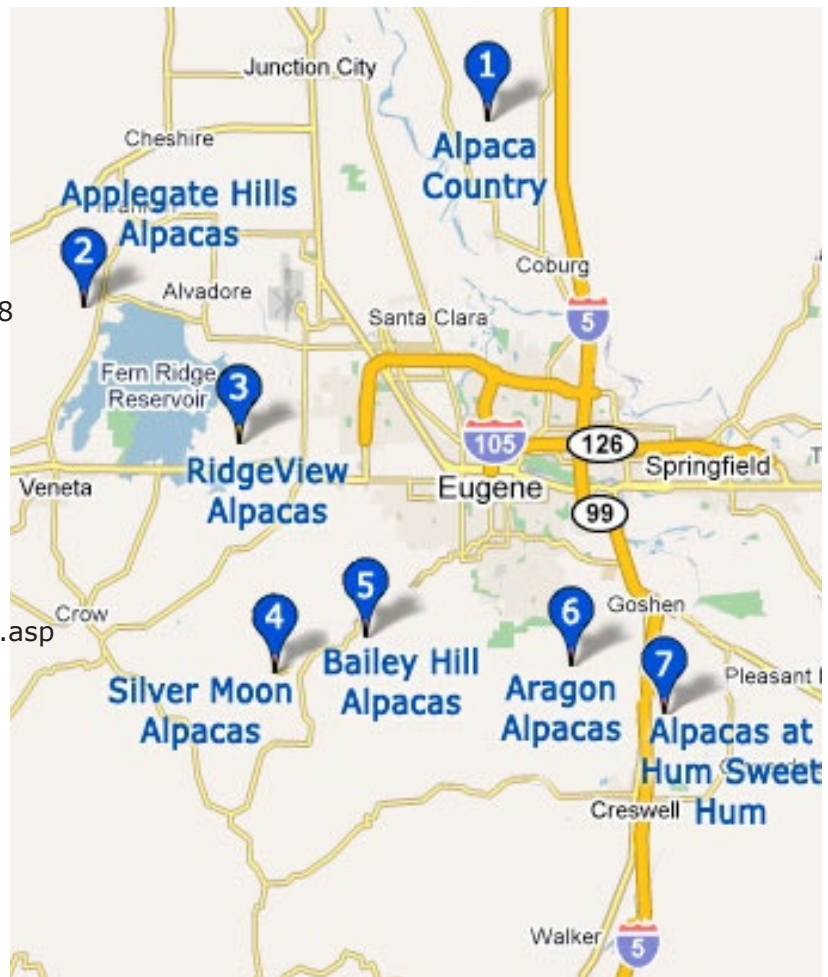 Junction City
1
Cheshire
Alpaca
Country
Applegate Hills
Alpacas
2
Coburg
Alvadore
8
Santa Clara
5
Fern Ridge
Reservoir
3
105
126
Springfield
RidgeView
Alpacas
Veneta
Eugene
99
5
6
Crow
4
Goshen
.asp
7
Bailey Hill
Alpacas
Silver Moon
Alpacas
Aragon
Alpacas
Pleasant
Alpacas at
Hum Sweet
Hum
Creswell
Walker
5